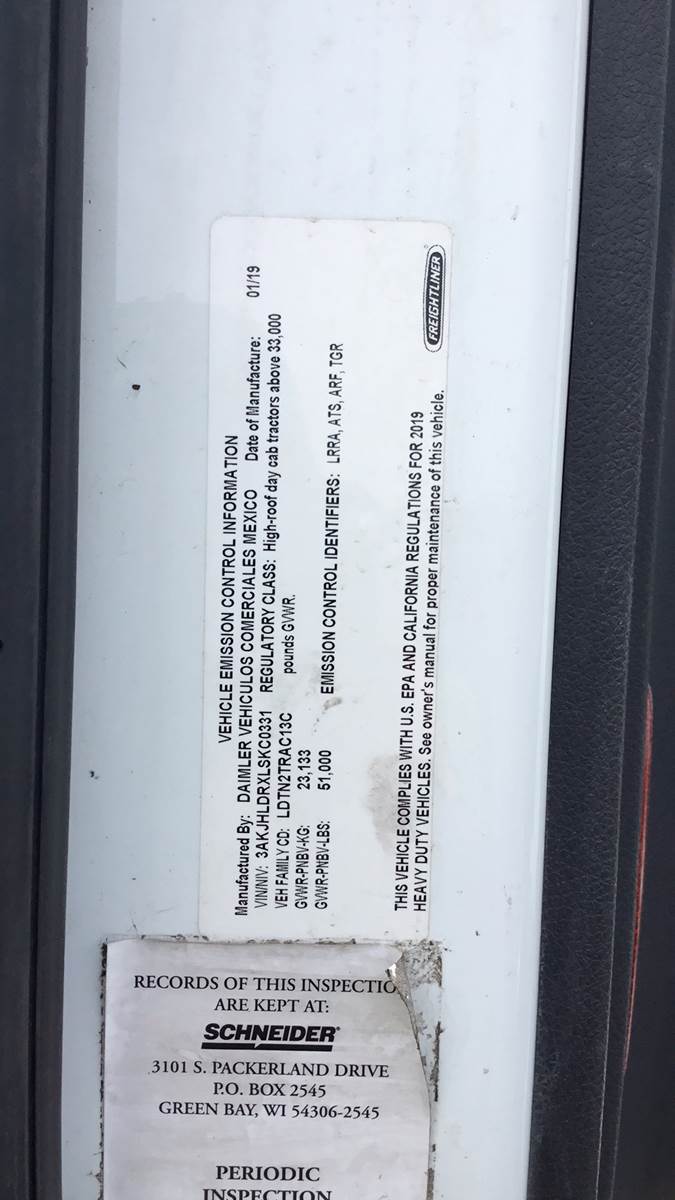 VEHICLE EMISSION CONTROL INFORMATION
Manufactured By: DAIMLER VEHICULOS COMERCIALES MEXICO Date of Manufacture: 01/19
VIN/NIV: 3AKJHLDRXLSKC0331 REGULATORY CLASS: High-roof day cab tractors above 33,000
VEH FAMILY CD: LDTN2TRAC13C pounds GVWR.
GVWR-PNBV-KG: 23,133
GVWR-PNBV-LBS: 51,000 EMISSION CONTROL IDENTIFIERS: LRRA, ATS, ARF, TGR
THIS VEHICLE COMPLIES WITH U.S. EPA AND CALIFORNIA REGULATIONS FOR 2019
HEAVY DUTY VEHICLES. See owner's manual for proper maintenance of this vehicle.
FREIGHTLINER
RECORDS OF THIS INSPECTIO
ARE KEPT AT:
SCHNEIDER®
3101 S. PACKERLAND DRIVE
P.O. BOX 2545
GREEN BAY, WI 54306-2545
PERIODIC
INSPECTION